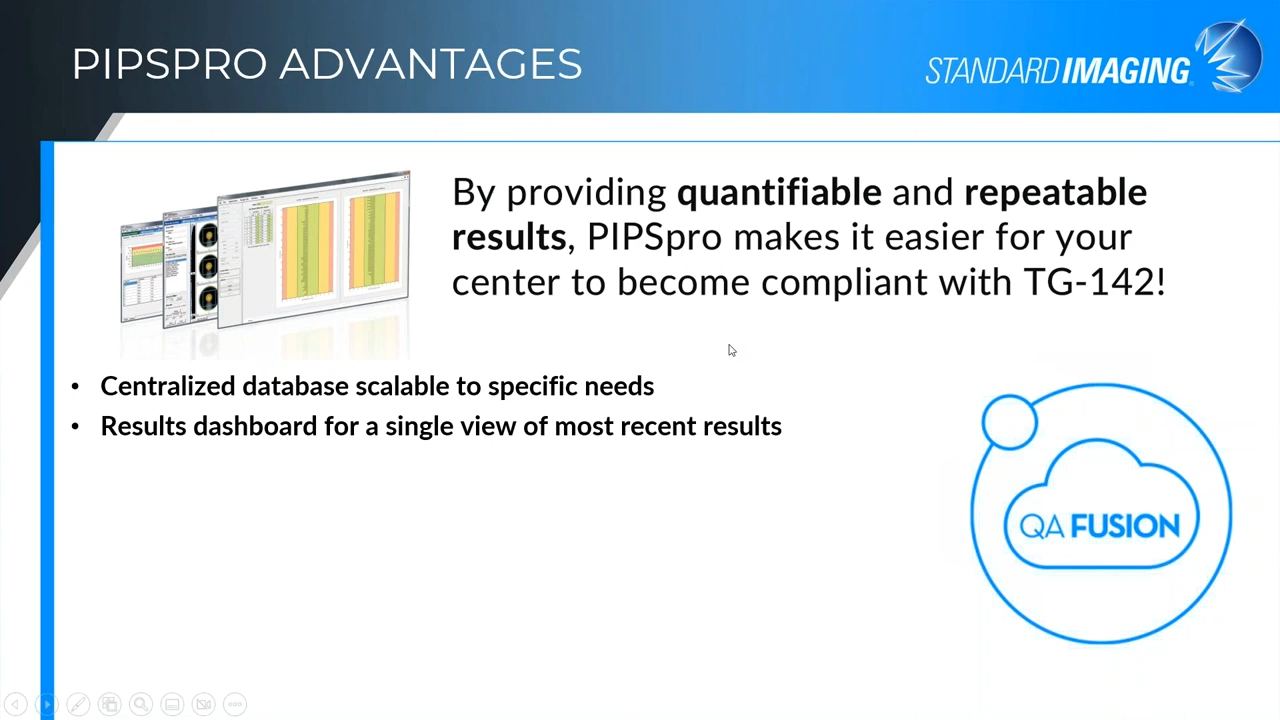 PIPSPRO ADVANTAGES
STANDARD IMAGING
By providing quantifiable and repeatable
results, PIPSpro makes it easier for your
center to become compliant with TG-142!
• Centralized database scalable to specific needs
• Results dashboard for a single view of most recent results
QA FUSION